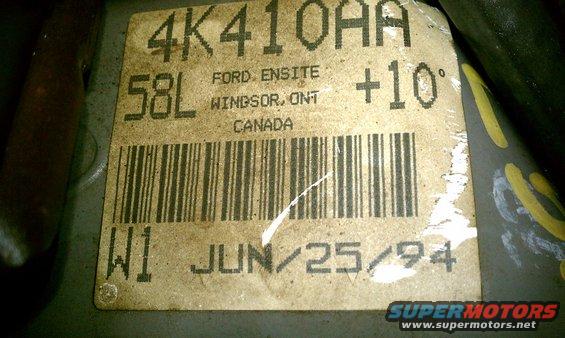 4K410AA
58L FORD ENSITE +10°
WINDSOR, ONT
CANADA
W1 JUN/25/94
SUPERMOTORS
www.supermotors.net